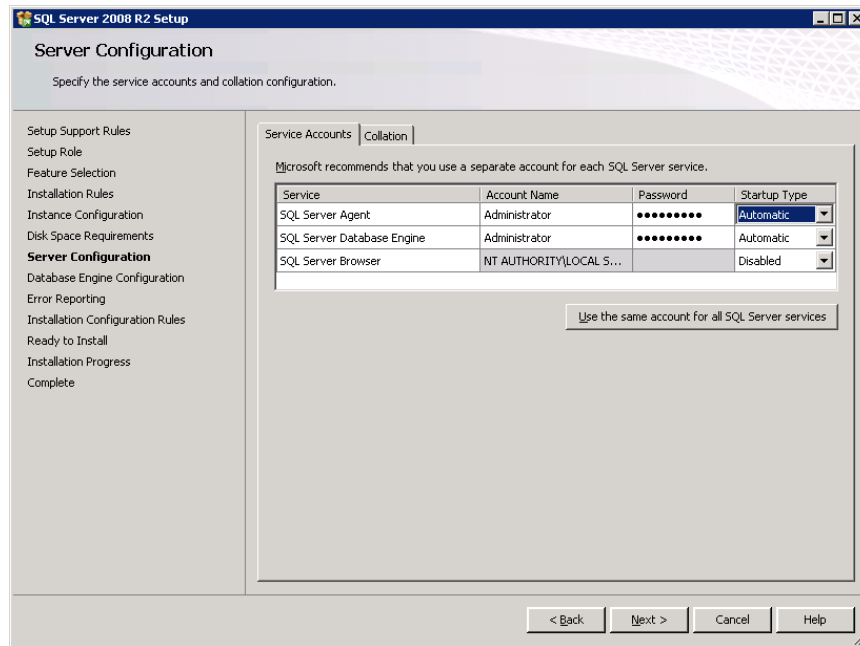 SQL Server 2008 R2 Setup
Server Configuration
Specify the service accounts and collation configuration.
Setup Support Rules
Setup Role
Feature Selection
Installation Rules
Instance Configuration
Disk Space Requirements
Server Configuration
Database Engine Configuration
Error Reporting
Installation Configuration Rules
Ready to Install
Installation Progress
Complete
Service Accounts Collation
Microsoft recommends that you use a separate account for each SQL Server service.
Service Account Name Password Startup Type
SQL Server Agent Administrator ●●●●●●●●● Automatic
SQL Server Database Engine Administrator ●●●●●●●●● Automatic
SQL Server Browser NT AUTHORITY\LOCAL S... Disabled
Use the same account for all SQL Server services
< Back Next > Cancel Help